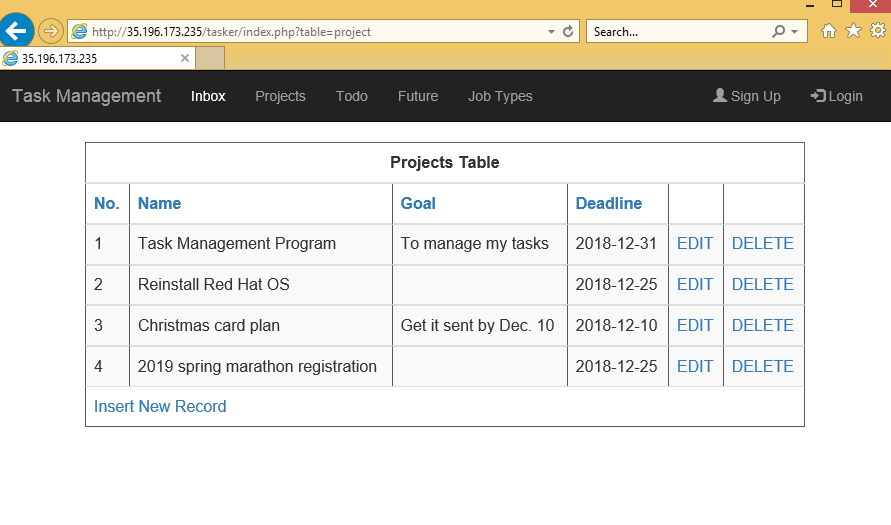 http://35.196.173.235/tasker/index.php?table=project
Search...
35.196.173.235
Task Management Inbox Projects Todo Future Job Types Sign Up Login
Projects Table
No. Name Goal Deadline
1 Task Management Program To manage my tasks 2018-12-31 EDIT DELETE
2 Reinstall Red Hat OS 2018-12-25 EDIT DELETE
3 Christmas card plan Get it sent by Dec. 10 2018-12-10 EDIT DELETE
4 2019 spring marathon registration 2018-12-25 EDIT DELETE
Insert New Record